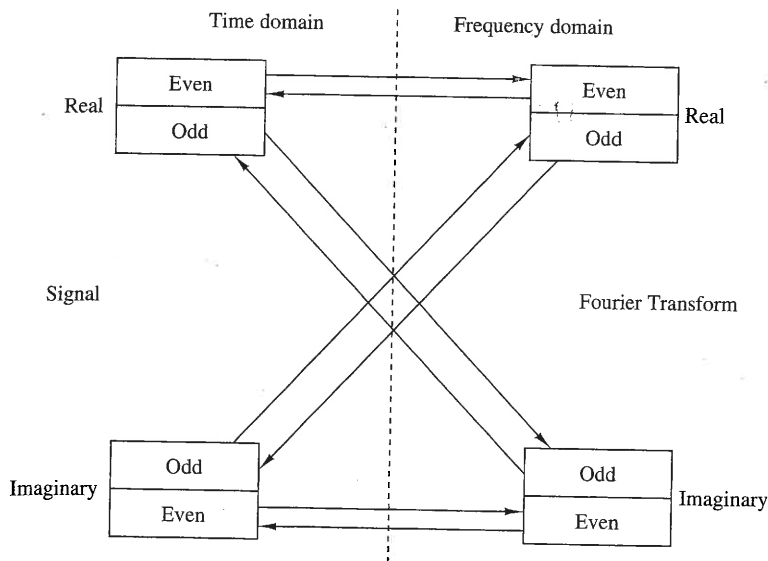 Time domain
Frequency domain
Even
Even
Real
Real
Odd
Odd
Signal
Fourier Transform
Odd
Odd
Imaginary
Imaginary
Even
Even